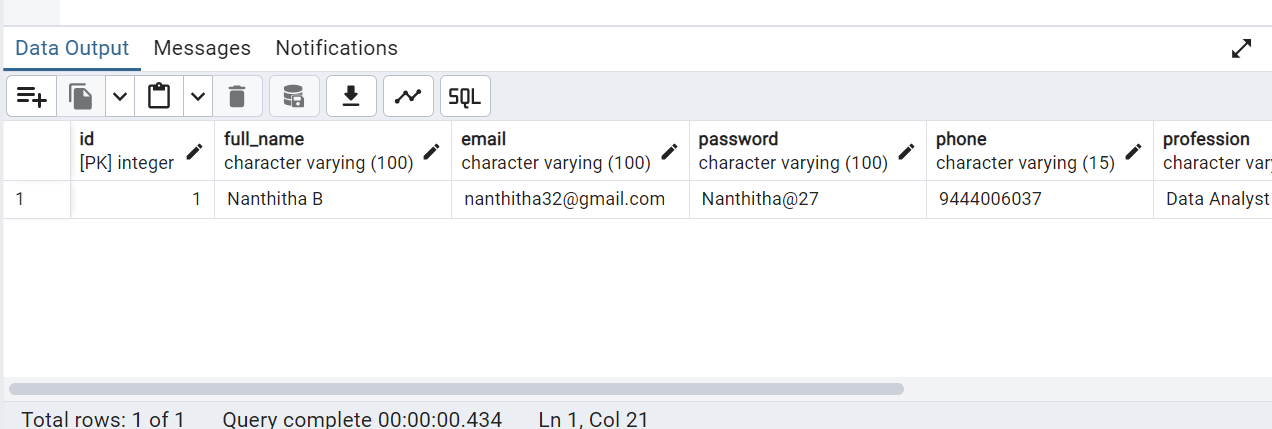 Data Output Messages Notifications
SQL
id full_name email password phone profession
[PK] integer character varying (100) character varying (100) character varying (100) character varying (15) character var
1 1 Nanthitha B nanthitha32@gmail.com Nanthitha@27 9444006037 Data Analyst
Total rows: 1 of 1 Query complete 00:00:00.434 Ln 1, Col 21